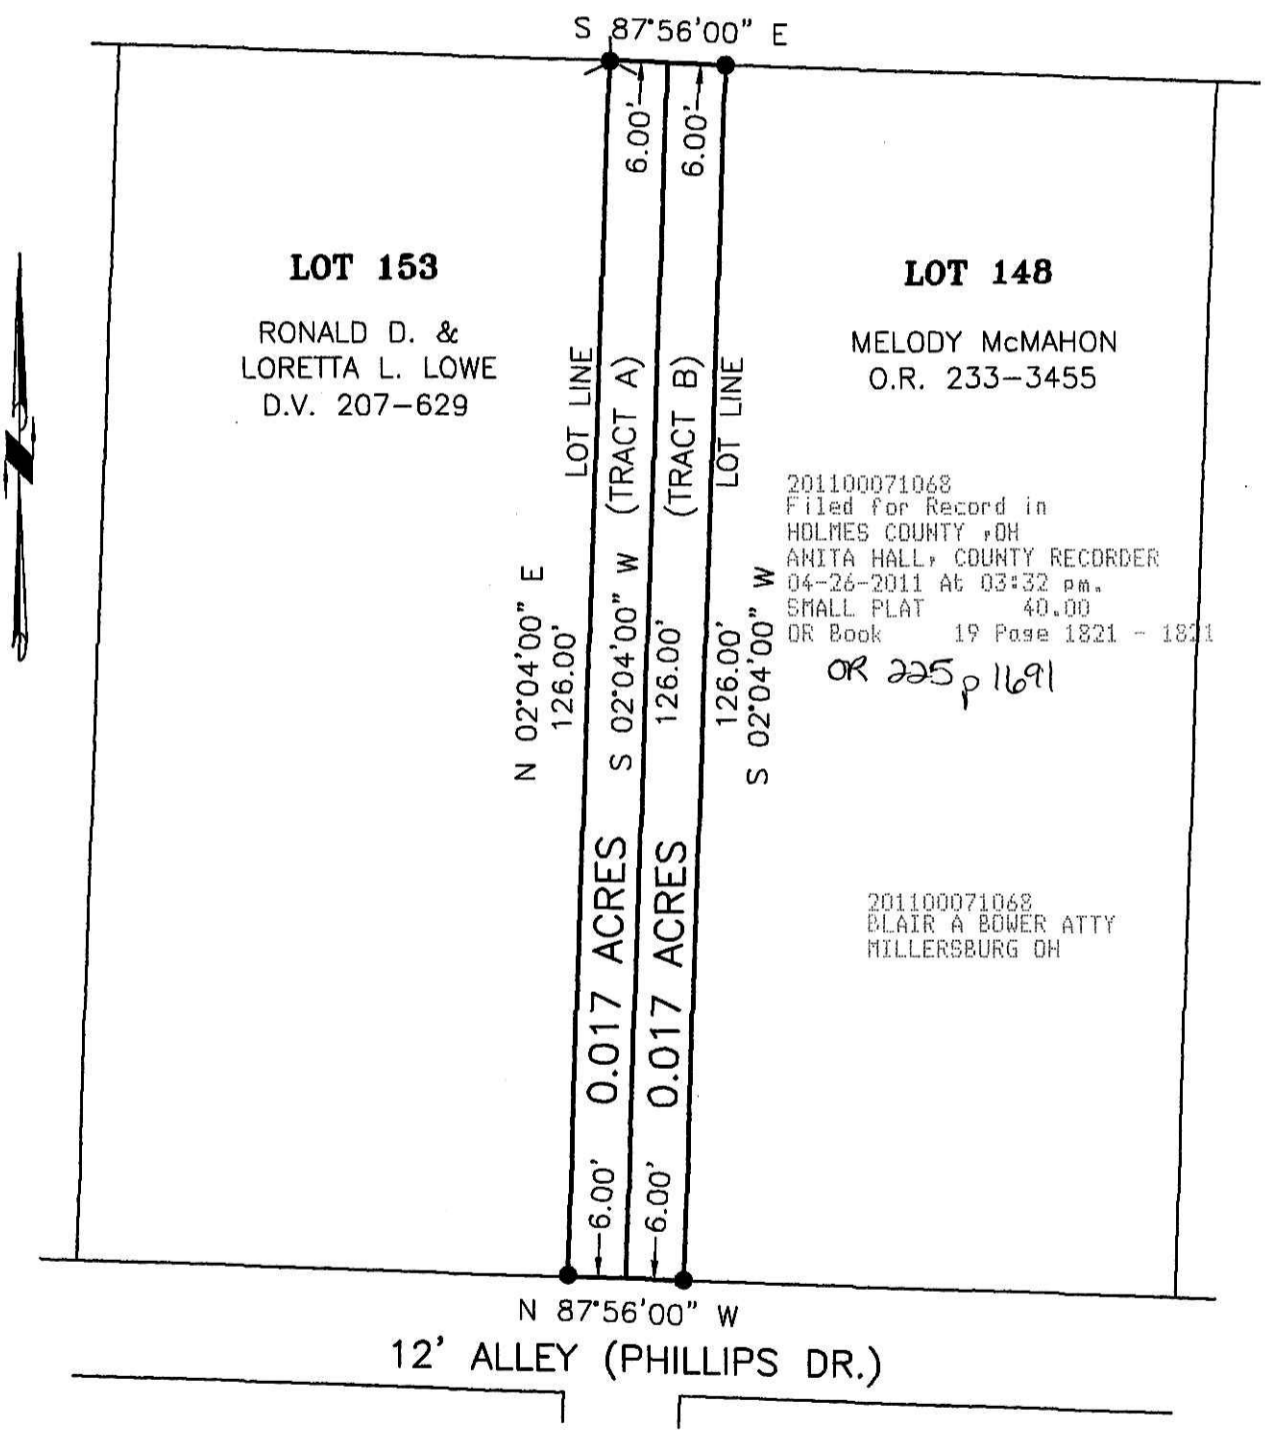 S 87°56'00" E
6.00'
6.00'
LOT 153
RONALD D. &
LORETTA L. LOWE
D.V. 207-629
LOT 148
MELODY McMAHON
O.R. 233-3455
LOT LINE
(TRACT A)
(TRACT B)
LOT LINE
201100071068
Filed for Record in
HOLMES COUNTY ,OH
ANITA HALL, COUNTY RECORDER
04-26-2011 At 03:32 pm.
SMALL PLAT 40.00
OR Book 19 Page 1821 - 1821
OR 225 p 1691
N 02°04'00" E
126.00'
S 02°04'00" W
126.00'
126.00'
S 02°04'00" W
0.017 ACRES
0.017 ACRES
201100071068
BLAIR A BOWER ATTY
MILLERSBURG OH
6.00'
6.00'
N 87°56'00" W
12' ALLEY (PHILLIPS DR.)